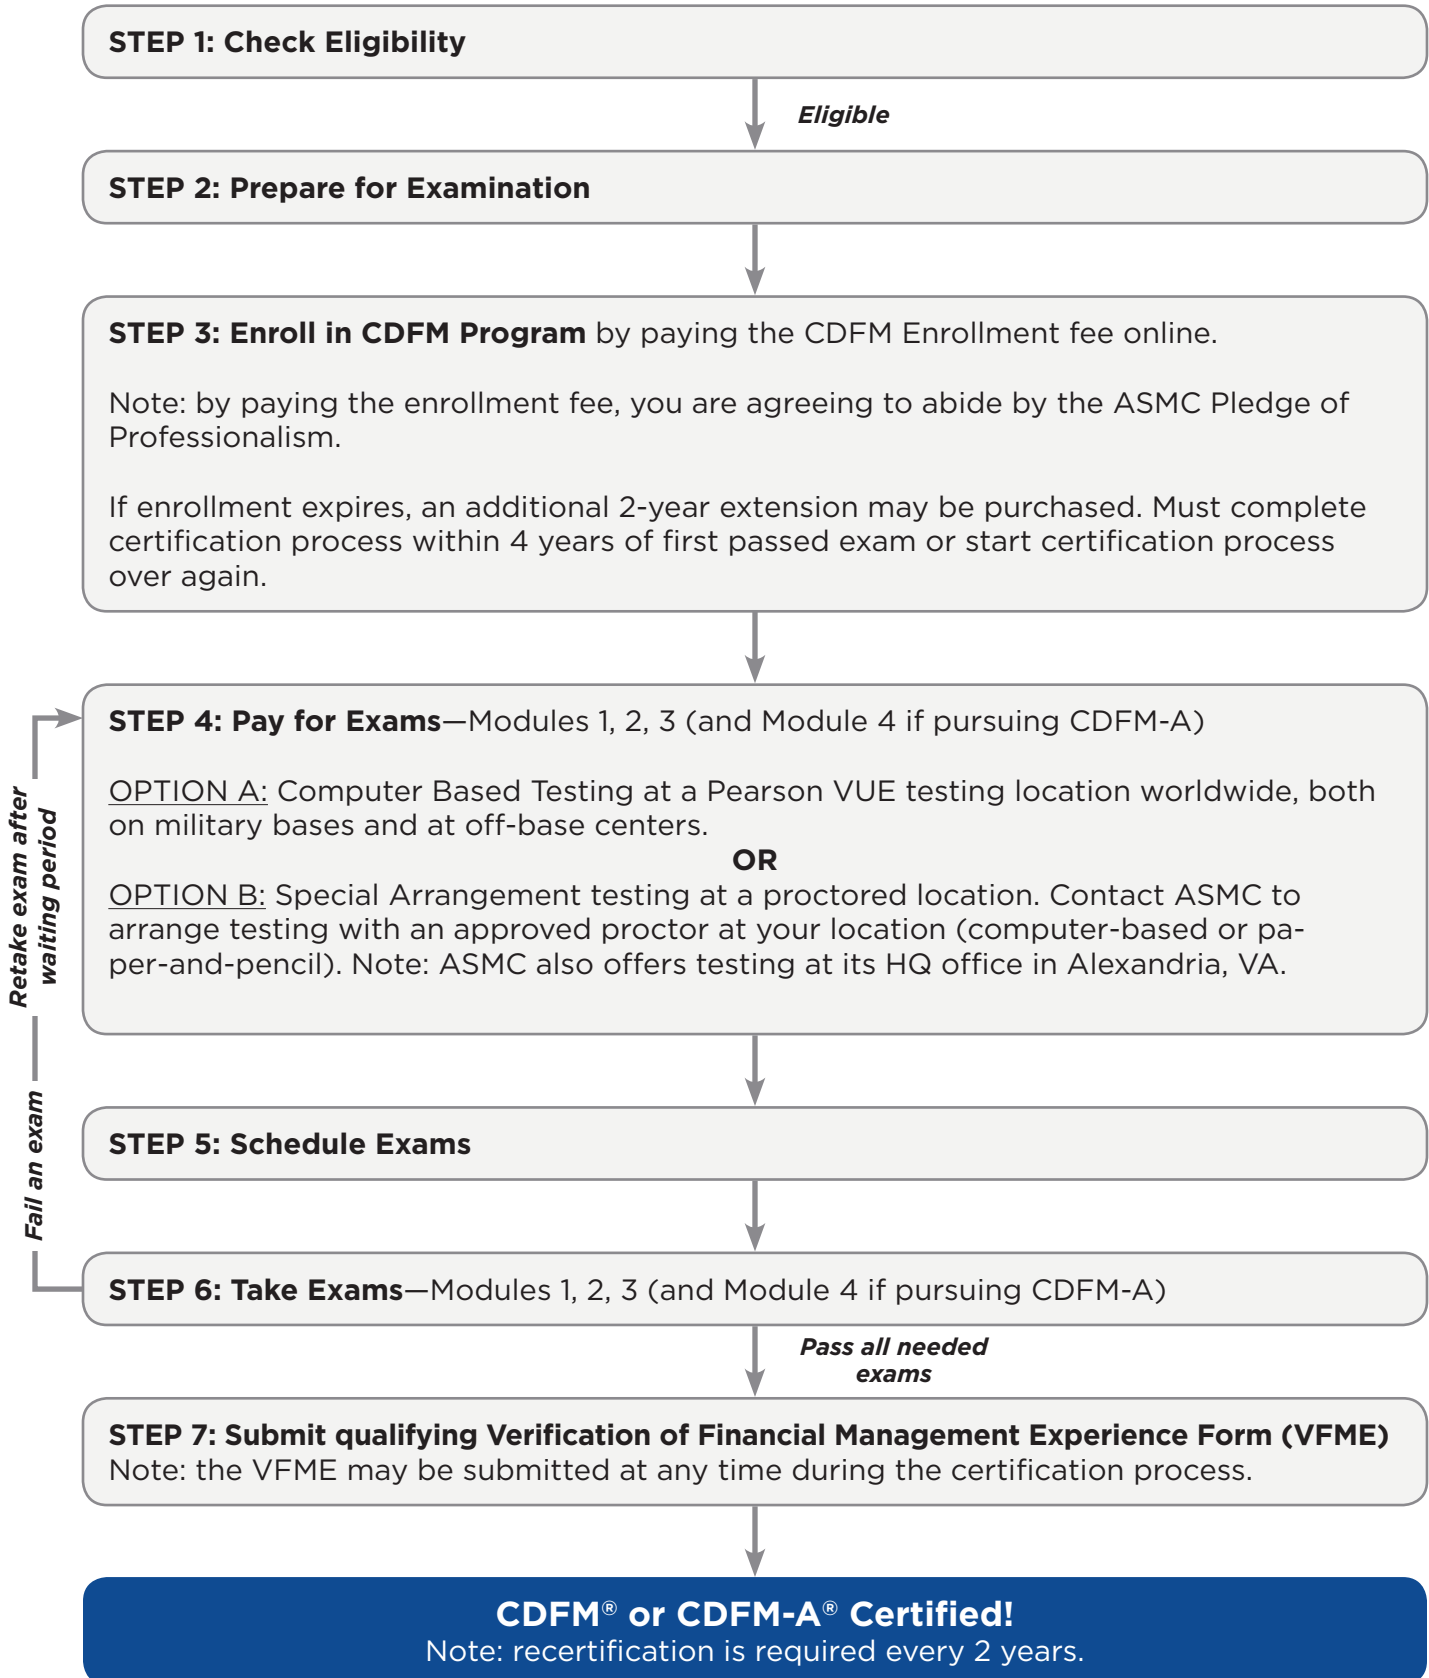 STEP 1: Check Eligibility
Eligible
STEP 2: Prepare for Examination
STEP 3: Enroll in CDFM Program by paying the CDFM Enrollment fee online.
Note: by paying the enrollment fee, you are agreeing to abide by the ASMC Pledge of
Professionalism.
If enrollment expires, an additional 2-year extension may be purchased. Must complete
certification process within 4 years of first passed exam or start certification process
over again.
STEP 4: Pay for Exams—Modules 1, 2, 3 (and Module 4 if pursuing CDFM-A)
OPTION A: Computer Based Testing at a Pearson VUE testing location worldwide, both
on military bases and at off-base centers.
OR
OPTION B: Special Arrangement testing at a proctored location. Contact ASMC to
arrange testing with an approved proctor at your location (computer-based or pa-
per-and-pencil). Note: ASMC also offers testing at its HQ office in Alexandria, VA.
Retake exam after
waiting period
Fail an exam
STEP 5: Schedule Exams
STEP 6: Take Exams—Modules 1, 2, 3 (and Module 4 if pursuing CDFM-A)
Pass all needed
exams
STEP 7: Submit qualifying Verification of Financial Management Experience Form (VFME)
Note: the VFME may be submitted at any time during the certification process.
CDFM® or CDFM-A® Certified!
Note: recertification is required every 2 years.